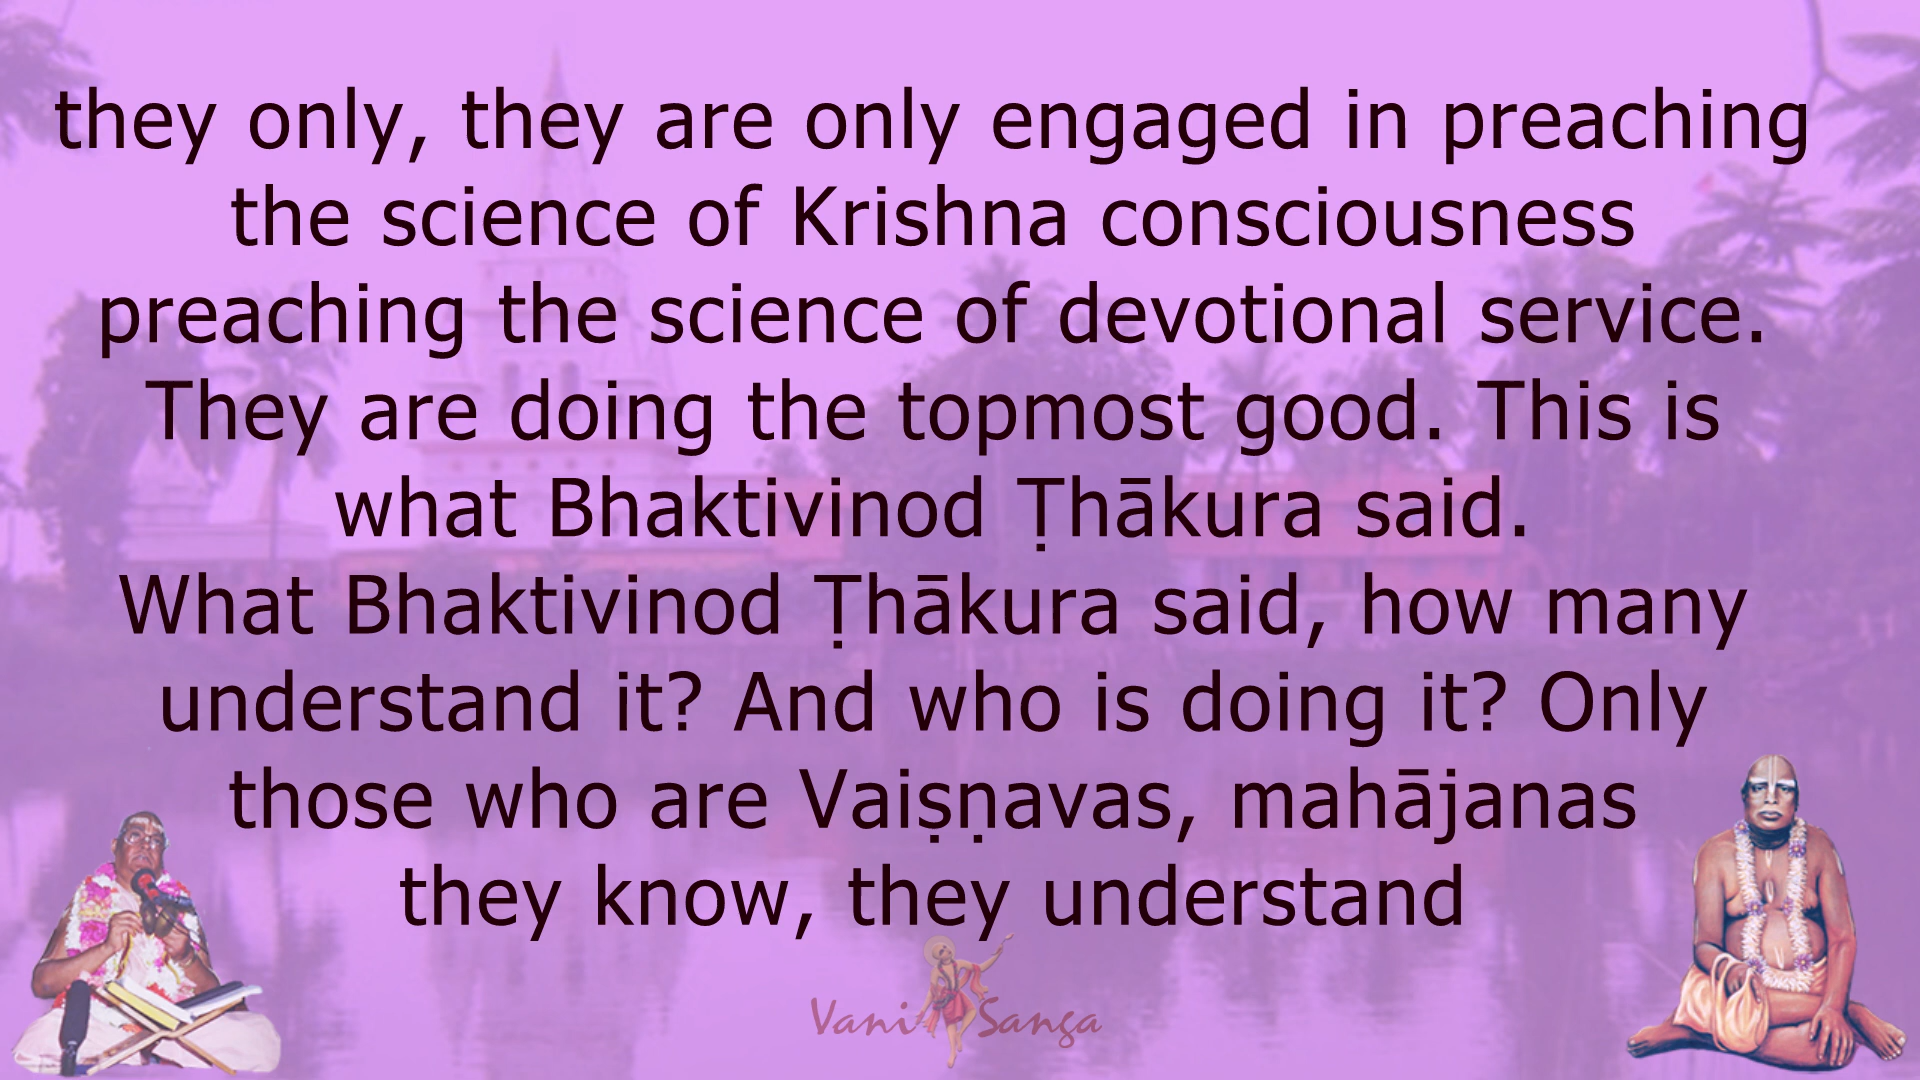 they only, they are only engaged in preaching
the science of Krishna consciousness
preaching the science of devotional service.
They are doing the topmost good. This is
what Bhaktivinod Ṭhākura said.
What Bhaktivinod Ṭhākura said, how many
understand it? And who is doing it? Only
those who are Vaiṣṇavas, mahājanas
they know, they understand
Vani Sanga